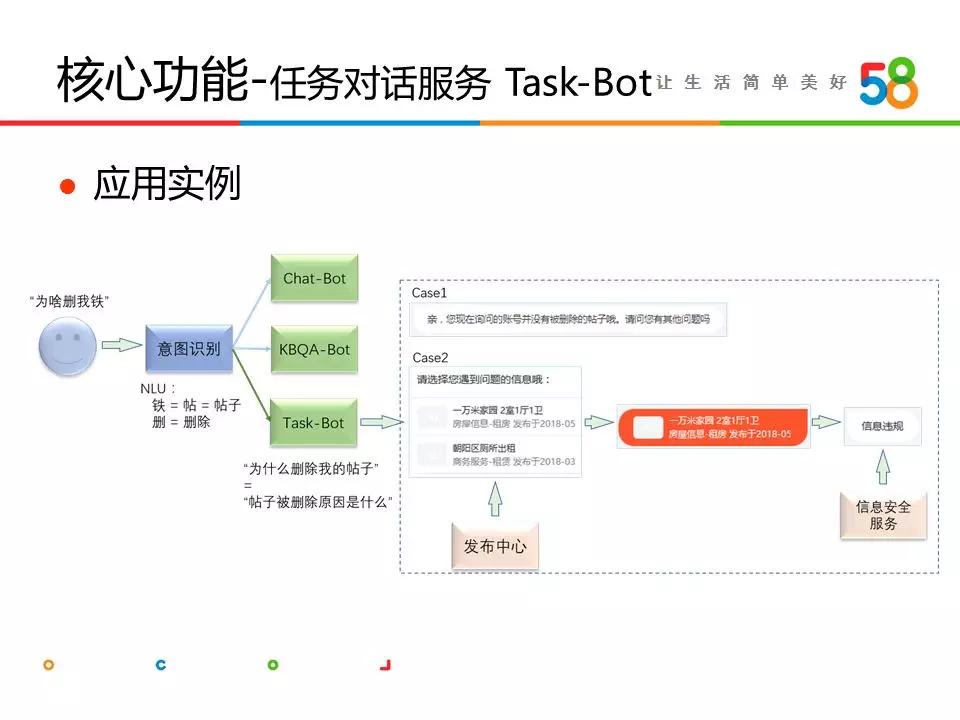 核心功能-任务对话服务 Task-Bot
让生活简单美好
58
应用实例
“为啥删我铁”
意图识别
NLU：
铁 = 帖 = 帖子
删 = 删除
Chat-Bot
KBQA-Bot
Task-Bot
“为什么删除我的帖子”
=
“帖子被删除原因是什么”
Case1
亲，您现在询问的账号并没有被删除的帖子哦。请问您有其他问题吗
Case2
请选择您遇到问题的信息哦：
一万米家园 2室1厅1卫
房屋信息-租房 发布于2018-05
朝阳区厕所出租
商务服务-租赁 发布于2018-03
发布中心
一万米家园 2室1厅1卫
房屋信息-租房 发布于2018-05
信息违规
信息安全
服务